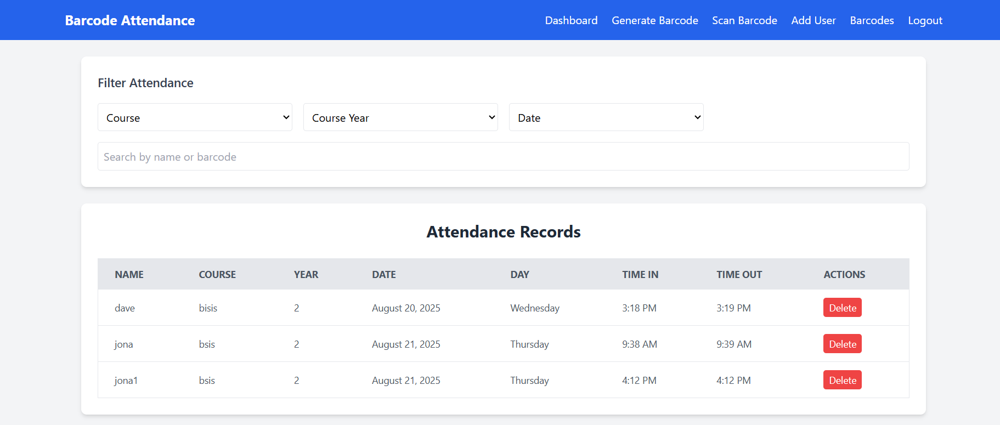 Barcode Attendance Dashboard Generate Barcode Scan Barcode Add User Barcodes Logout
Filter Attendance
Course Course Year Date
Search by name or barcode
Attendance Records
NAME COURSE YEAR DATE DAY TIME IN TIME OUT ACTIONS
dave bisis 2 August 20, 2025 Wednesday 3:18 PM 3:19 PM Delete
jona bsis 2 August 21, 2025 Thursday 9:38 AM 9:39 AM Delete
jona1 bsis 2 August 21, 2025 Thursday 4:12 PM 4:12 PM Delete